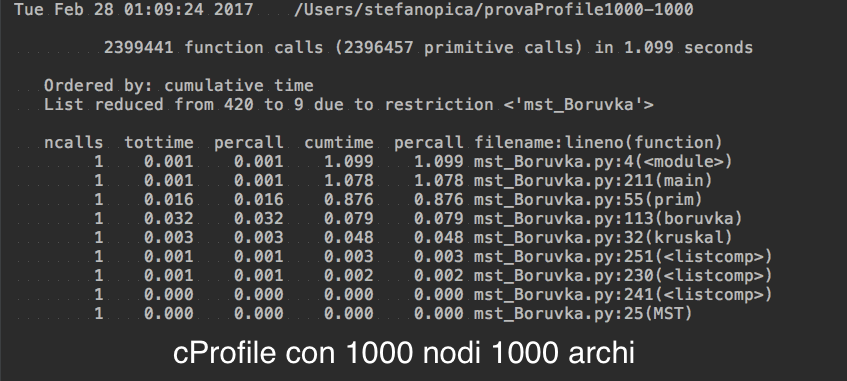 Tue Feb 28 01:09:24 2017    /Users/stefanopica/provaProfile1000-1000
2399441 function calls (2396457 primitive calls) in 1.099 seconds
Ordered by: cumulative time
List reduced from 420 to 9 due to restriction <'mst_Boruvka'>
ncalls  tottime  percall  cumtime  percall filename:lineno(function)
1    0.001    0.001    1.099    1.099 mst_Boruvka.py:4(<module>)
1    0.001    0.001    1.078    1.078 mst_Boruvka.py:211(main)
1    0.016    0.016    0.876    0.876 mst_Boruvka.py:55(prim)
1    0.032    0.032    0.079    0.079 mst_Boruvka.py:113(boruvka)
1    0.003    0.003    0.048    0.048 mst_Boruvka.py:32(kruskal)
1    0.001    0.001    0.003    0.003 mst_Boruvka.py:251(<listcomp>)
1    0.001    0.001    0.002    0.002 mst_Boruvka.py:230(<listcomp>)
1    0.000    0.000    0.000    0.000 mst_Boruvka.py:241(<listcomp>)
1    0.000    0.000    0.000    0.000 mst_Boruvka.py:25(MST)
cProfile con 1000 nodi 1000 archi